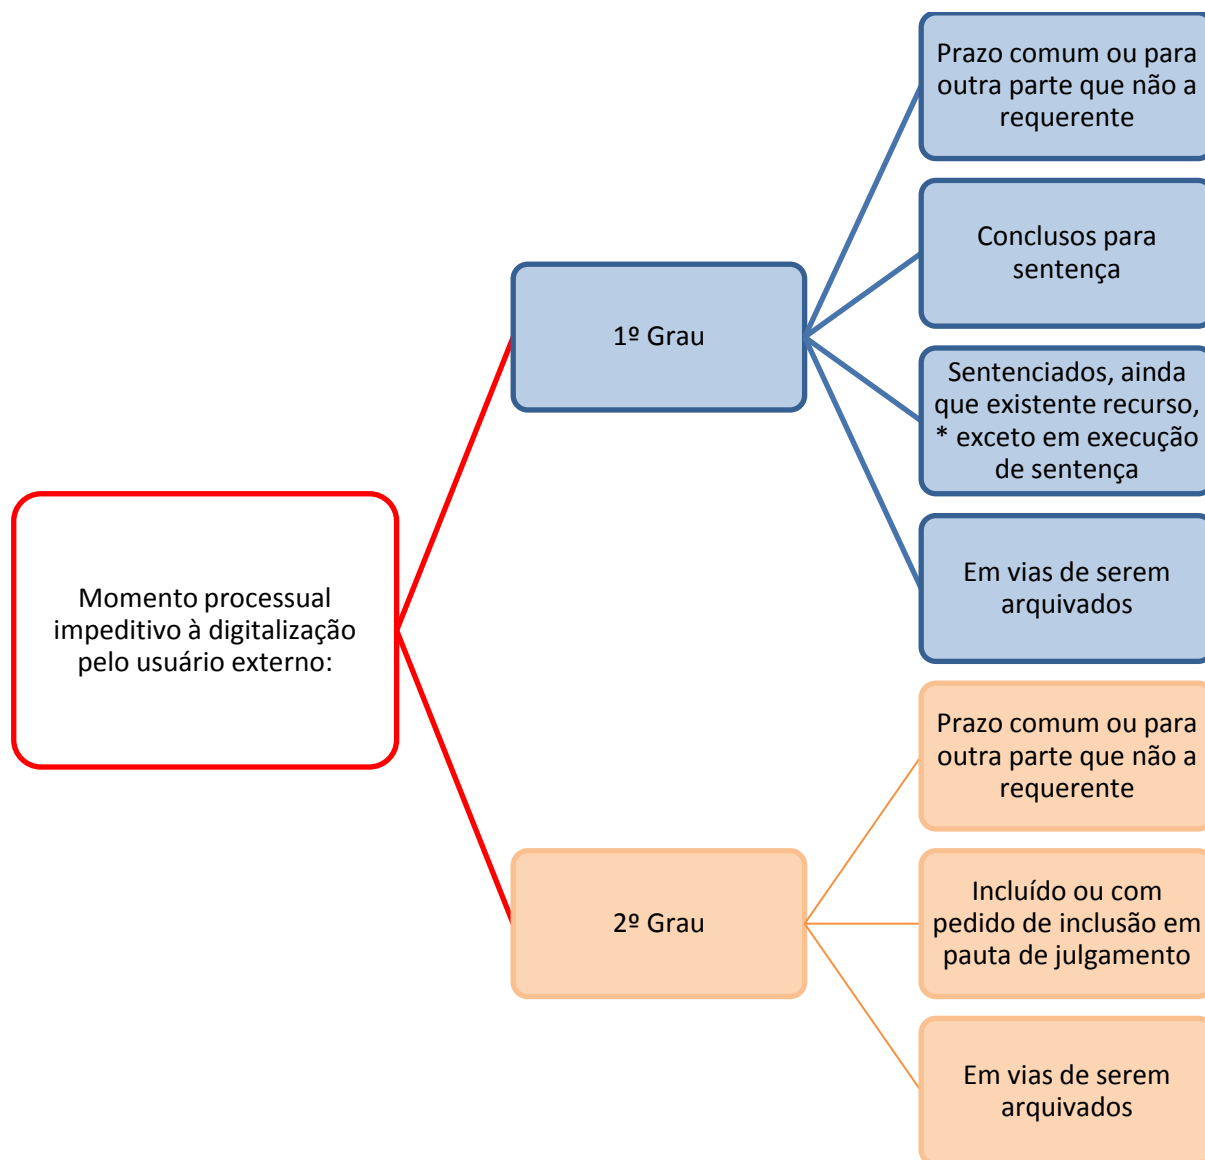 Momento processual
impeditivo à digitalização
pelo usuário externo:
1º Grau
Prazo comum ou para
outra parte que não a
requerente
Conclusos para
sentença
Sentenciados, ainda
que existente recurso,
* exceto em execução
de sentença
Em vias de serem
arquivados
2º Grau
Prazo comum ou para
outra parte que não a
requerente
Incluído ou com
pedido de inclusão em
pauta de julgamento
Em vias de serem
arquivados